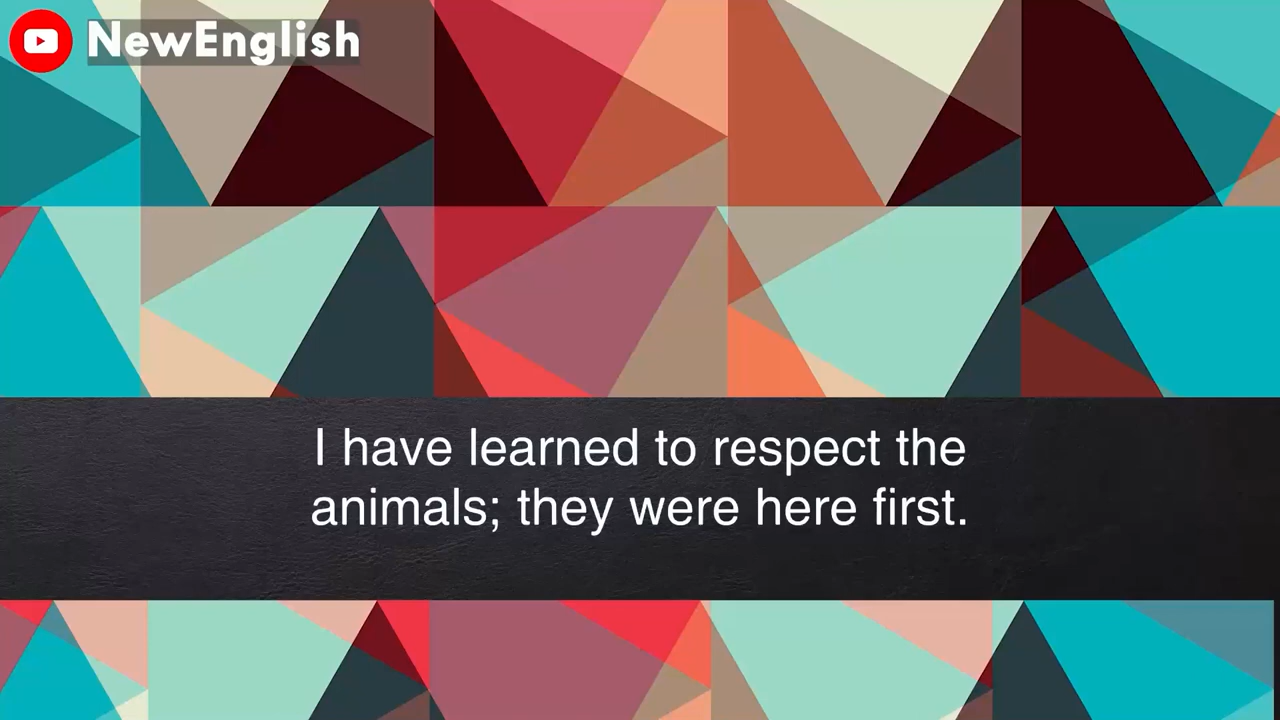 NewEnglish
I have learned to respect the
animals; they were here first.